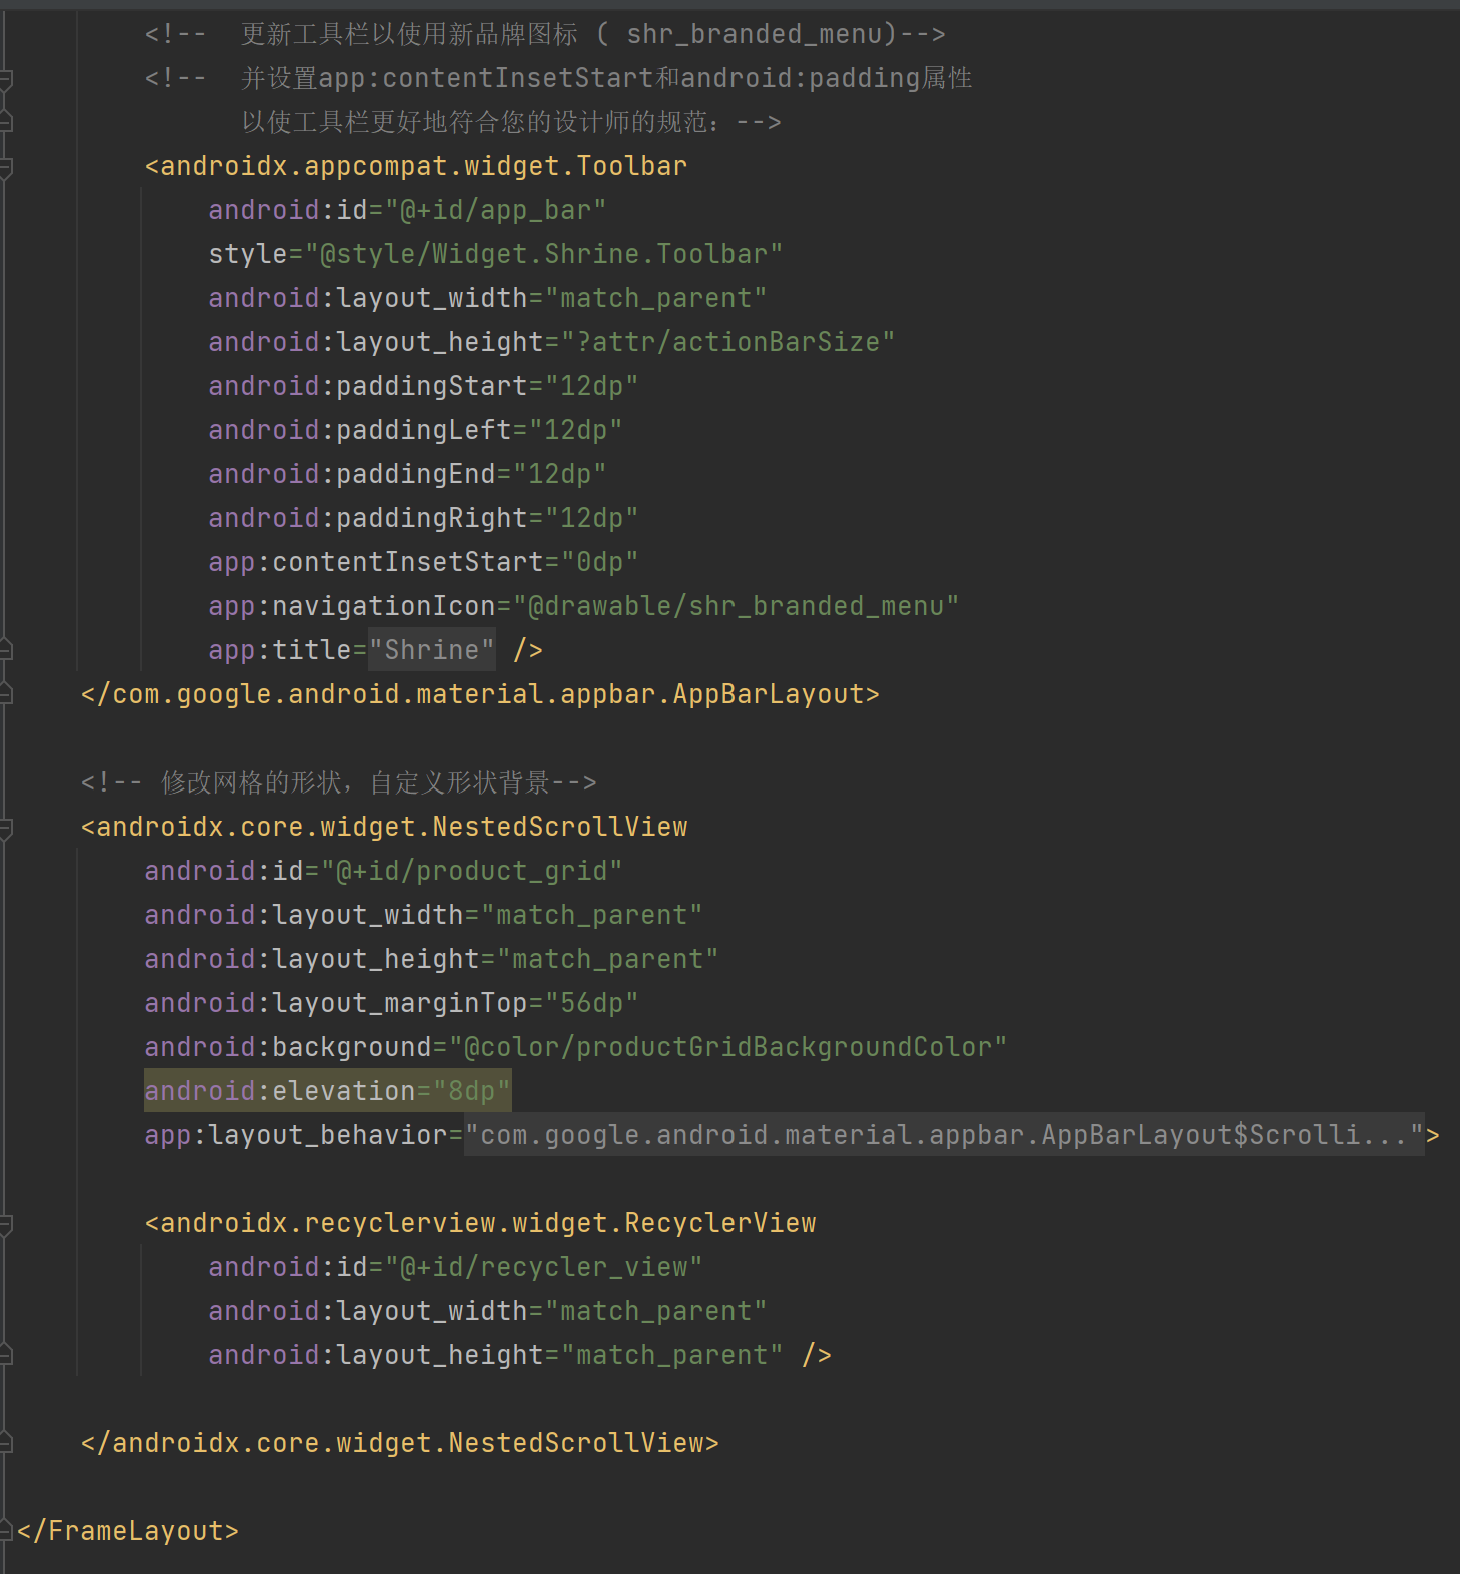 <!--  更新工具栏以使用新品牌图标 ( shr_branded_menu)-->
<!--  并设置app:contentInsetStart和android:padding属性
以使工具栏更好地符合您的设计师的规范：-->
<androidx.appcompat.widget.Toolbar
android:id="@+id/app_bar"
style="@style/Widget.Shrine.Toolbar"
android:layout_width="match_parent"
android:layout_height="?attr/actionBarSize"
android:paddingStart="12dp"
android:paddingLeft="12dp"
android:paddingEnd="12dp"
android:paddingRight="12dp"
app:contentInsetStart="0dp"
app:navigationIcon="@drawable/shr_branded_menu"
app:title="Shrine" />
</com.google.android.material.appbar.AppBarLayout>
<!-- 修改网格的形状，自定义形状背景-->
<androidx.core.widget.NestedScrollView
android:id="@+id/product_grid"
android:layout_width="match_parent"
android:layout_height="match_parent"
android:layout_marginTop="56dp"
android:background="@color/productGridBackgroundColor"
android:elevation="8dp"
app:layout_behavior="com.google.android.material.appbar.AppBarLayout$Scrolli...">
<androidx.recyclerview.widget.RecyclerView
android:id="@+id/recycler_view"
android:layout_width="match_parent"
android:layout_height="match_parent" />
</androidx.core.widget.NestedScrollView>
</FrameLayout>